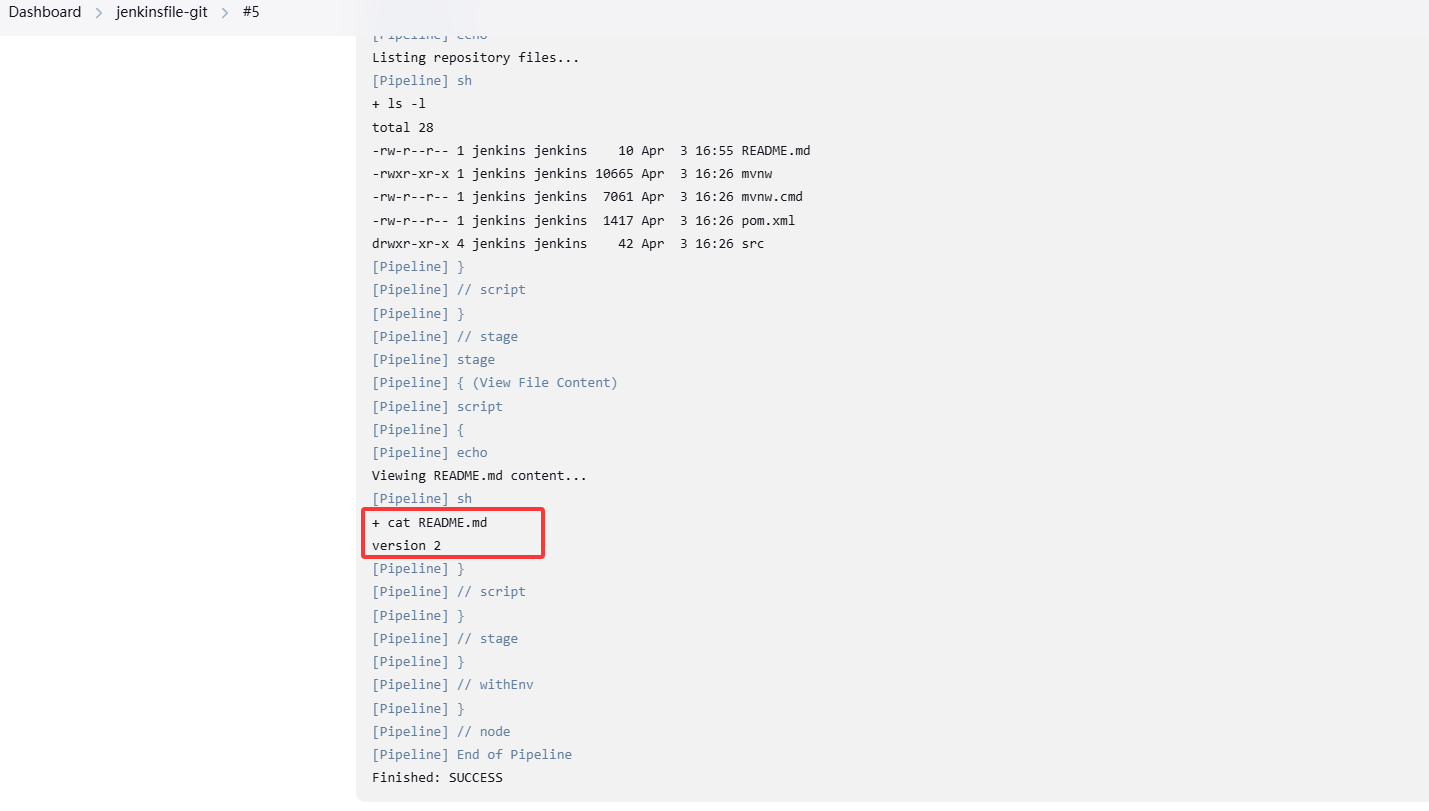 Dashboard > jenkinsfile-git > #5
[Pipeline] echo
Listing repository files...
[Pipeline] sh
+ ls -l
total 28
-rw-r--r-- 1 jenkins jenkins    10 Apr  3 16:55 README.md
-rwxr-xr-x 1 jenkins jenkins 10665 Apr  3 16:26 mvnw
-rw-r--r-- 1 jenkins jenkins  7061 Apr  3 16:26 mvnw.cmd
-rw-r--r-- 1 jenkins jenkins  1417 Apr  3 16:26 pom.xml
drwxr-xr-x 4 jenkins jenkins    42 Apr  3 16:26 src
[Pipeline] }
[Pipeline] // script
[Pipeline] }
[Pipeline] // stage
[Pipeline] stage
[Pipeline] { (View File Content)
[Pipeline] script
[Pipeline] {
[Pipeline] echo
Viewing README.md content...
[Pipeline] sh
+ cat README.md
version 2
[Pipeline] }
[Pipeline] // script
[Pipeline] }
[Pipeline] // stage
[Pipeline] }
[Pipeline] // withEnv
[Pipeline] }
[Pipeline] // node
[Pipeline] End of Pipeline
Finished: SUCCESS